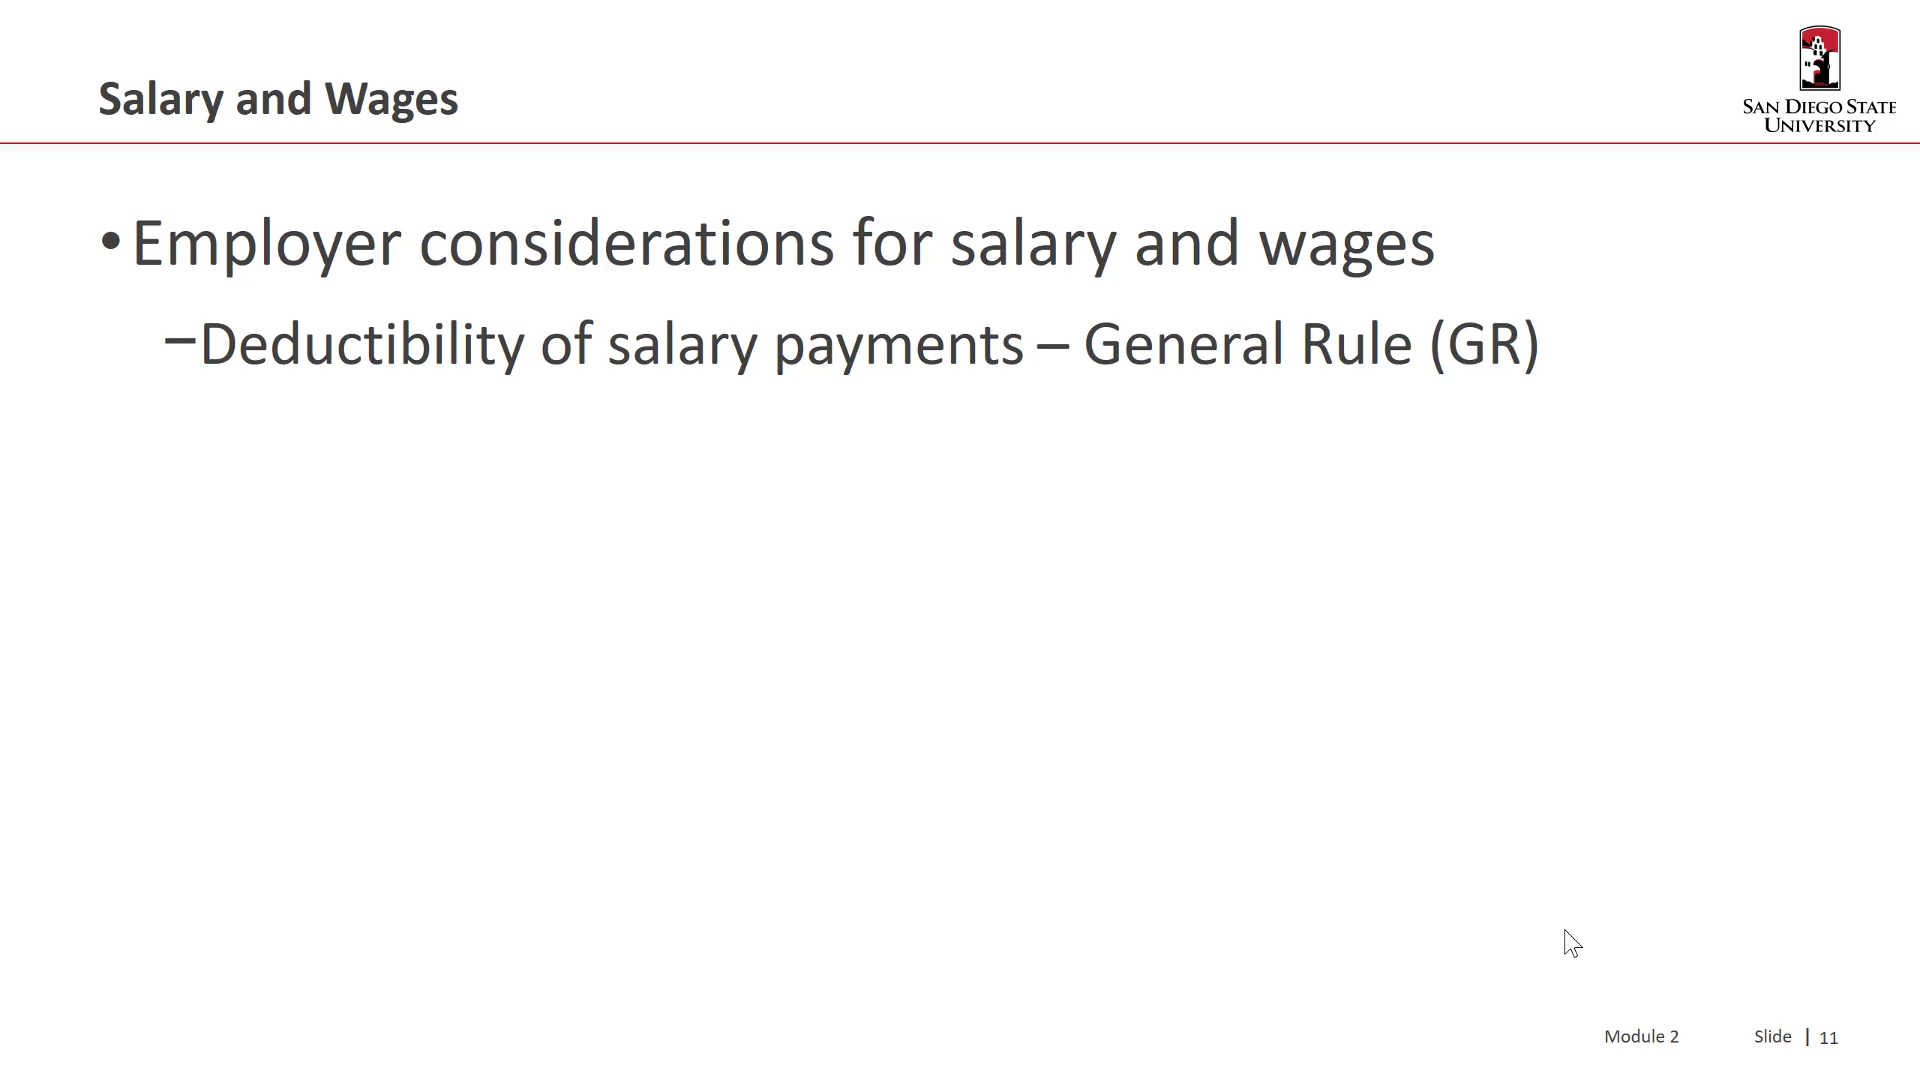 Salary and Wages
SAN DIEGO STATE
UNIVERSITY
•Employer considerations for salary and wages
–Deductibility of salary payments – General Rule (GR)
Module 2 Slide | 11